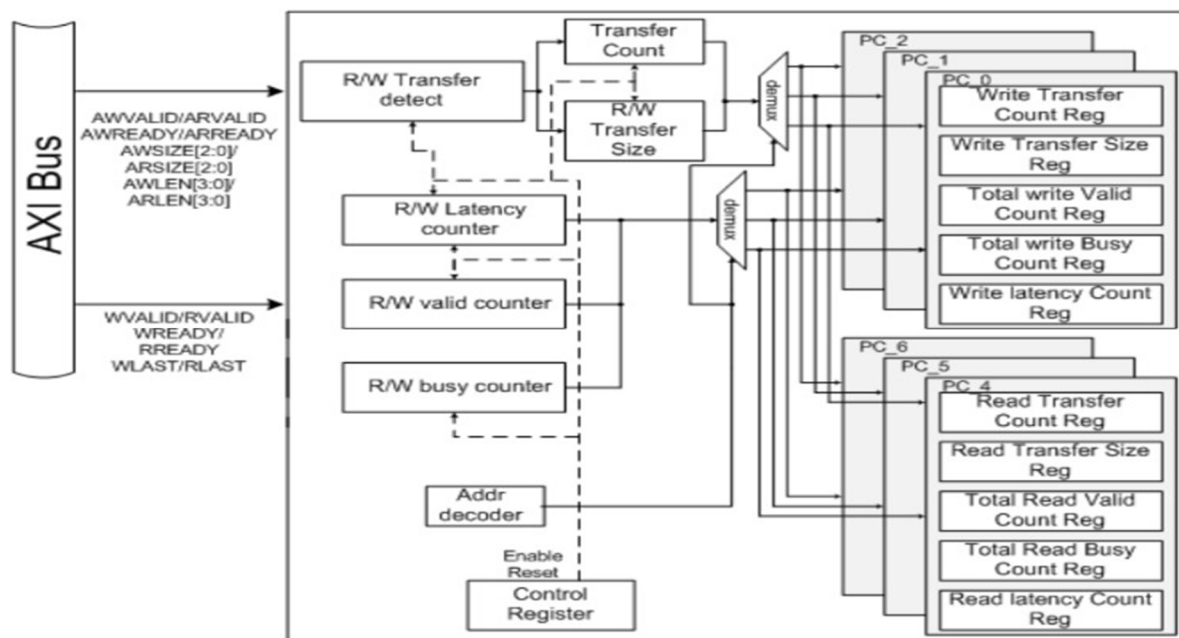 AXI Bus
AWVALID/ARVALID
AWREADY/ARREADY
AWSIZE[2:0]/
ARSIZE[2:0]
AWLEN[3:0]/
ARLEN[3:0]
WVALID/RVALID
WREADY/
RREADY
WLAST/RLAST
R/W Transfer
detect
Transfer
Count
R/W
Transfer
Size
R/W Latency
counter
R/W valid counter
R/W busy counter
Addr
decoder
Enable
Reset
Control
Register
demux
demux
PC_2
PC_1
PC_0
Write Transfer
Count Reg
Write Transfer Size
Reg
Total write Valid
Count Reg
Total write Busy
Count Reg
Write latency Count
Reg
PC_6
PC_5
PC_4
Read Transfer
Count Reg
Read Transfer Size
Reg
Total Read Valid
Count Reg
Total Read Busy
Count Reg
Read latency Count
Reg